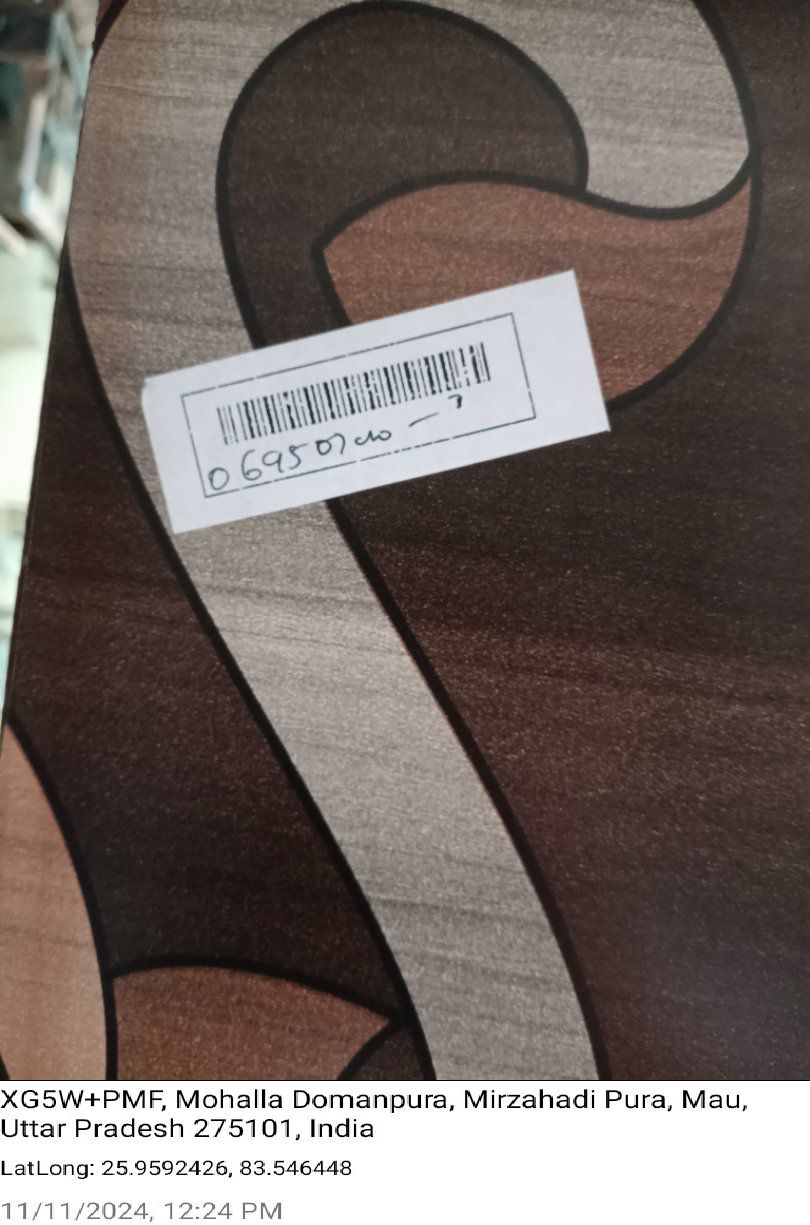 XG5W+PMF, Mohalla Domanpura, Mirzahadi Pura, Mau,
Uttar Pradesh 275101, India
LatLong: 25.9592426, 83.546448
11/11/2024, 12:24 PM